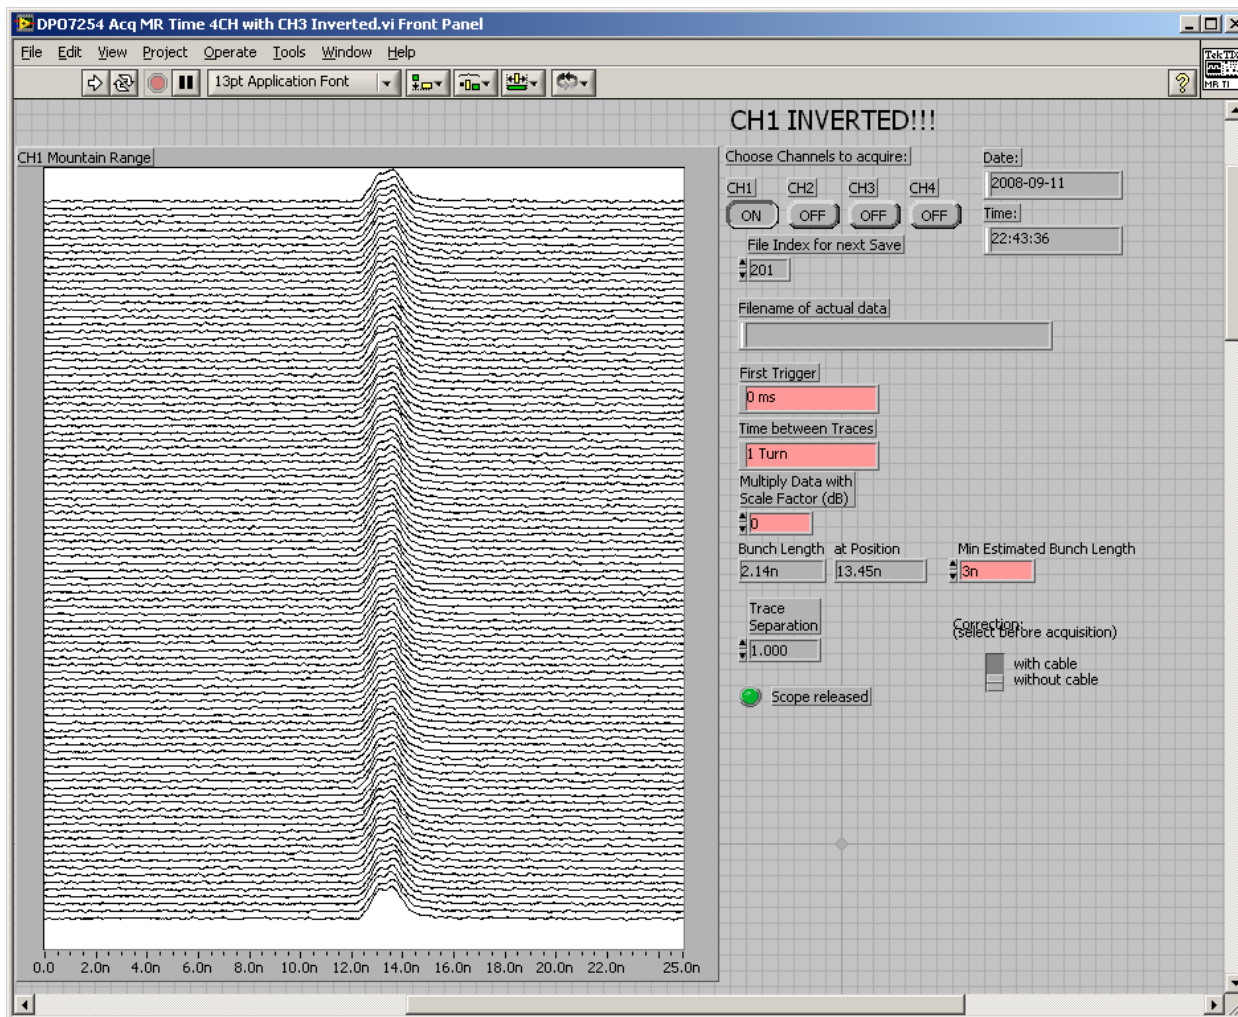 DPO7254 Acq MR Time 4CH with CH3 Inverted.vi Front Panel
File Edit View Project Operate Tools Window Help
13pt Application Font
MR TI
CH1 INVERTED!!!
CH1 Mountain Range
Choose Channels to acquire:
Date:
2008-09-11
CH1 CH2 CH3 CH4
ON OFF OFF OFF
Time:
22:43:36
File Index for next Save
201
Filename of actual data
First Trigger
0 ms
Time between Traces
1 Turn
Multiply Data with
Scale Factor (dB)
0
Bunch Length at Position Min Estimated Bunch Length
2.14n 13.45n 3n
Trace
Separation
1.000
Correction:
(select before acquisition)
with cable
without cable
Scope released
0.0 2.0n 4.0n 6.0n 8.0n 10.0n 12.0n 14.0n 16.0n 18.0n 20.0n 22.0n 25.0n